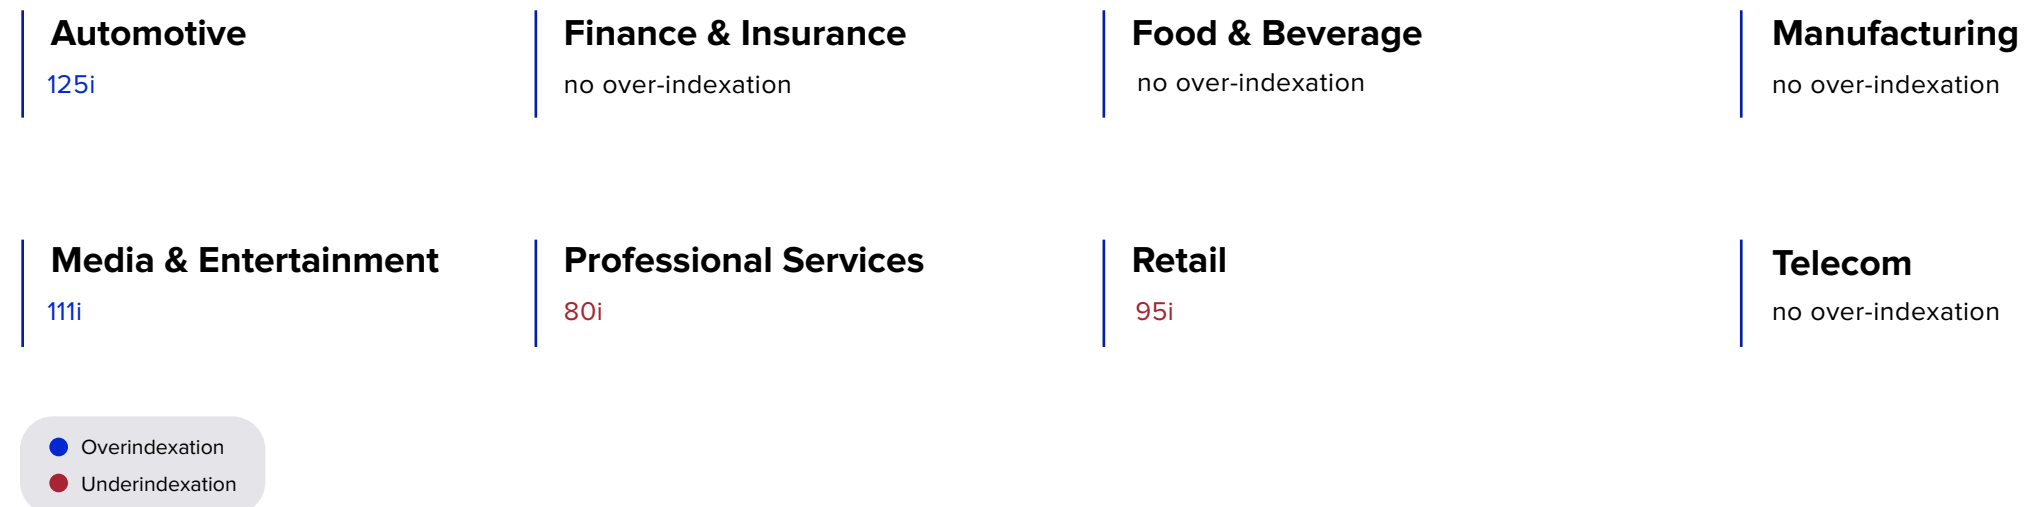 Automotive
125i
Finance & Insurance
no over-indexation
Food & Beverage
no over-indexation
Manufacturing
no over-indexation
Media & Entertainment
111i
Professional Services
80i
Retail
95i
Telecom
no over-indexation
Overindexation
Underindexation